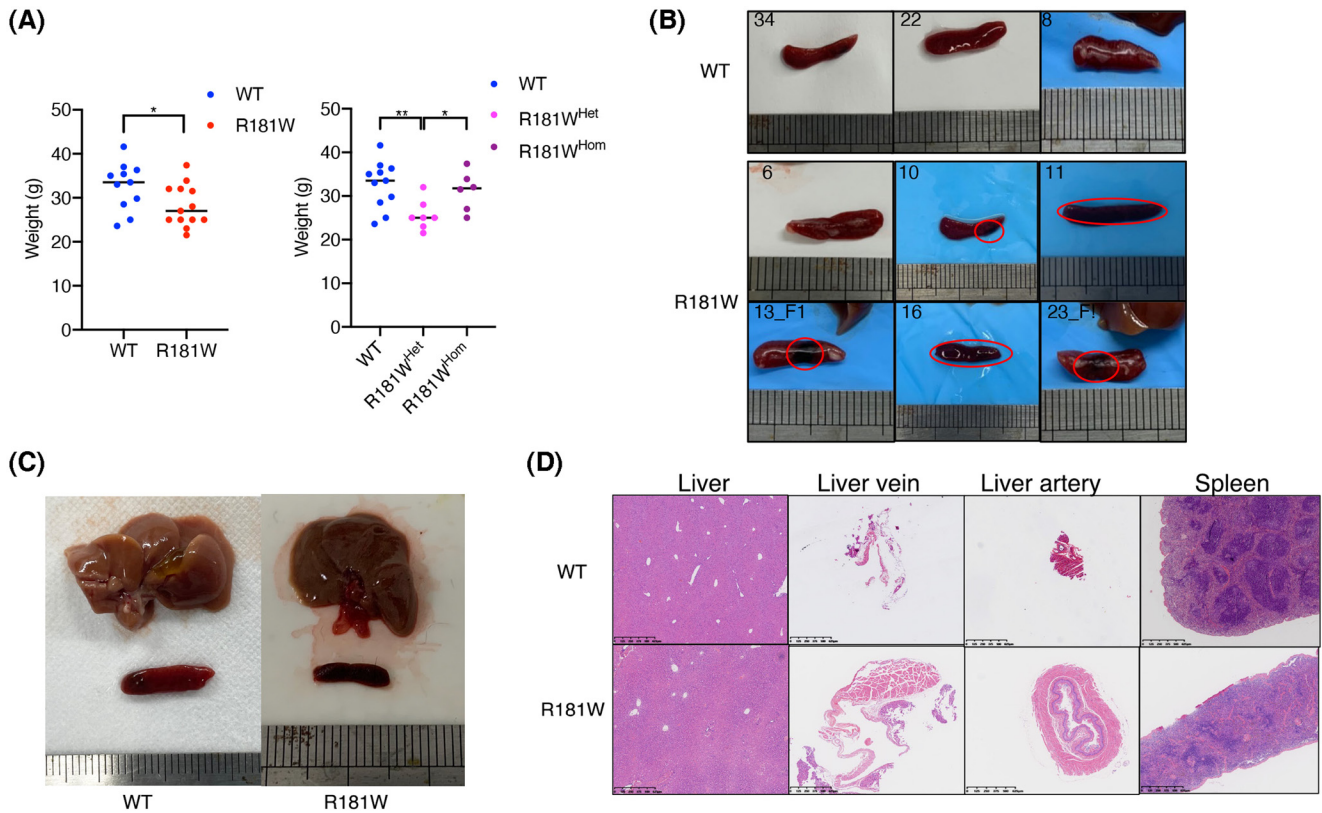 (A)
50
40
30
20
10
0
Weight (g)
*
WT
R181W
WT
R181W
50
40
30
20
10
0
Weight (g)
**
*
WT
R181W^Het
R181W^Hom
WT
R181W^Het
R181W^Hom
(B)
WT
34
22
8
R181W
6
10
11
13_F1
16
23_F!
(C)
WT
R181W
(D)
Liver
Liver vein
Liver artery
Spleen
WT
R181W